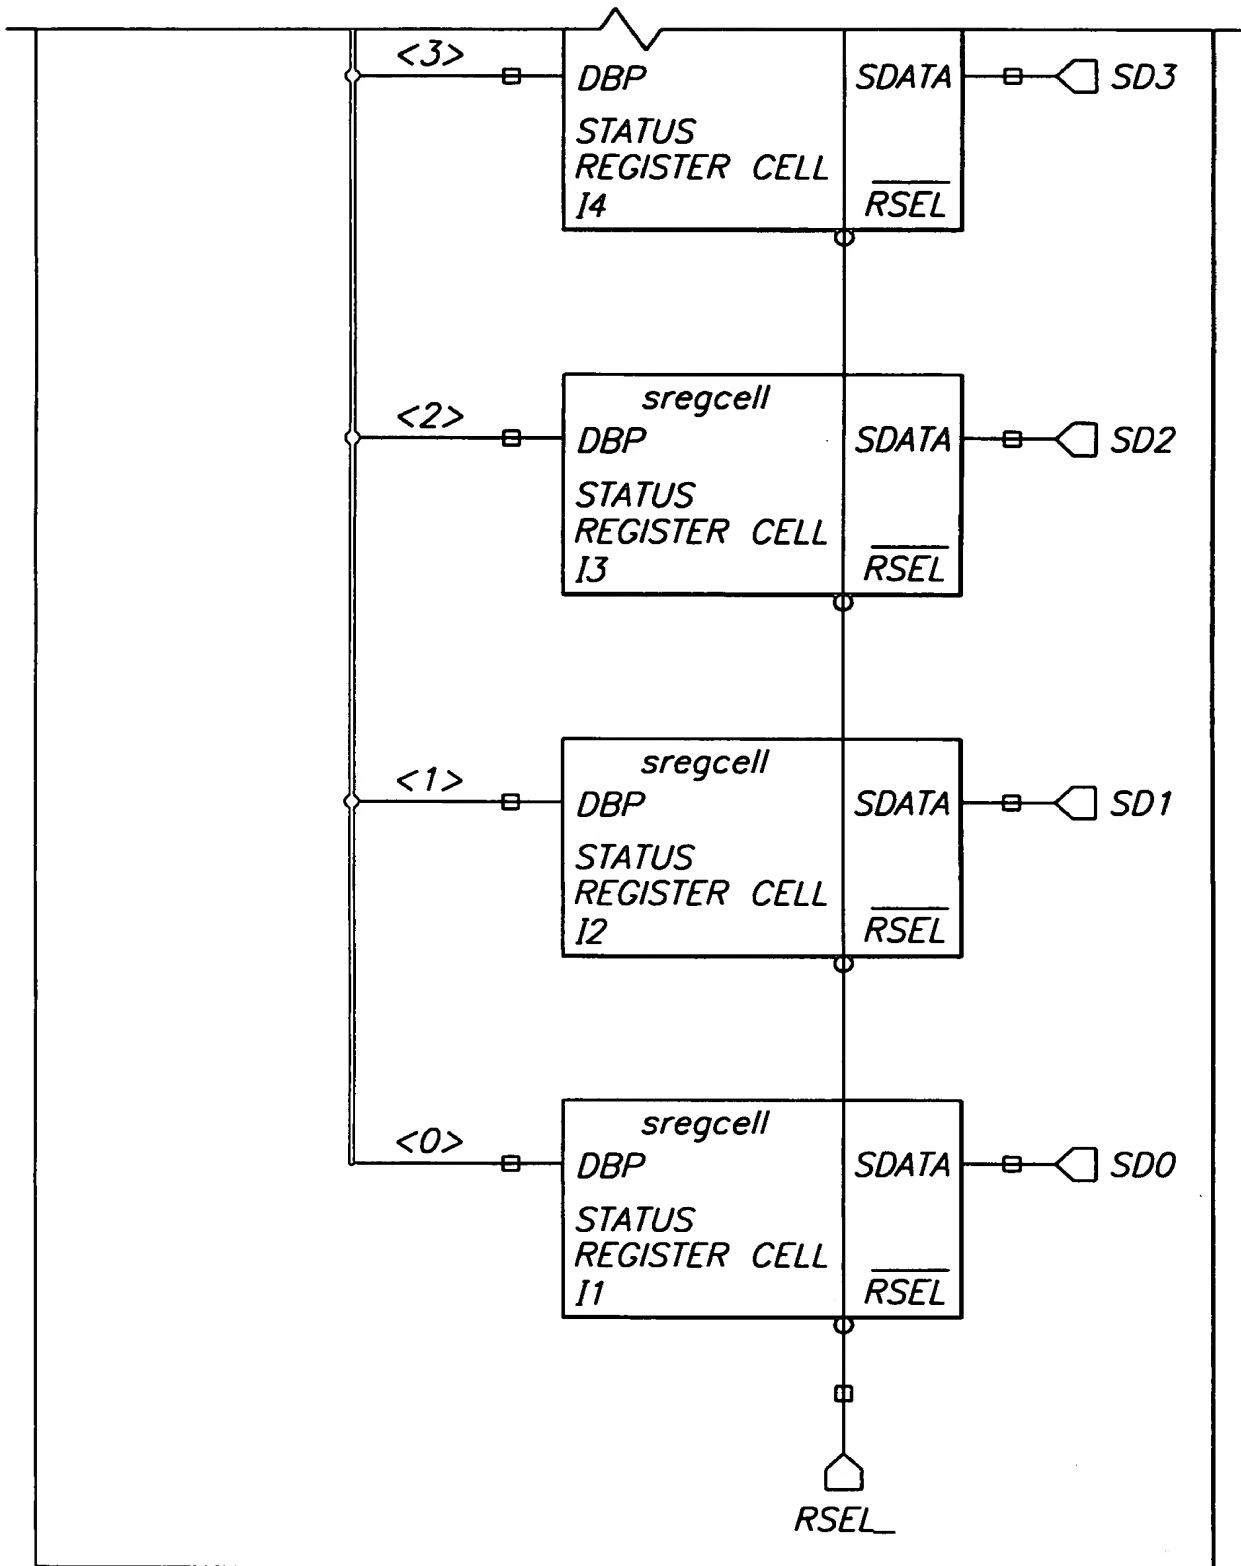 <3>
DBP
SDATA
SD3
STATUS
REGISTER CELL
I4
RSEL
sregcell
<2>
DBP
SDATA
SD2
STATUS
REGISTER CELL
I3
RSEL
sregcell
<1>
DBP
SDATA
SD1
STATUS
REGISTER CELL
I2
RSEL
sregcell
<0>
DBP
SDATA
SD0
STATUS
REGISTER CELL
I1
RSEL
RSEL_